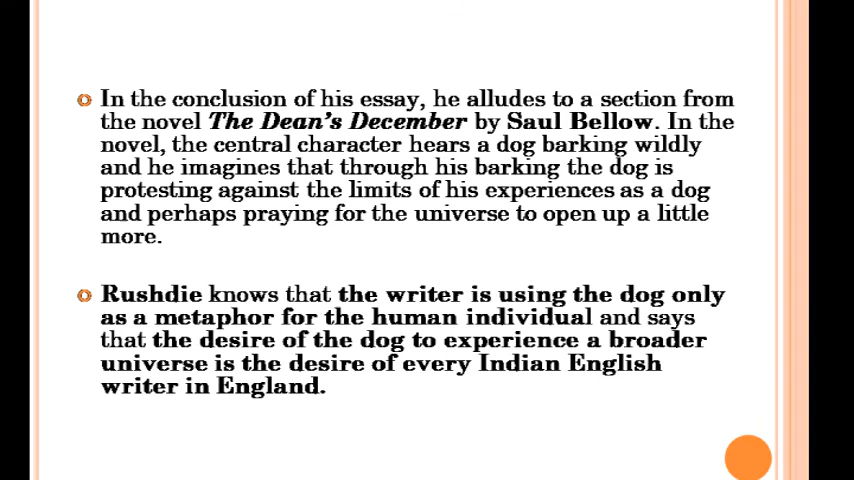 In the conclusion of his essay, he alludes to a section from
the novel The Dean's December by Saul Bellow. In the
novel, the central character hears a dog barking wildly
and he imagines that through his barking the dog is
protesting against the limits of his experiences as a dog
and perhaps praying for the universe to open up a little
more.
Rushdie knows that the writer is using the dog only
as a metaphor for the human individual and says
that the desire of the dog to experience a broader
universe is the desire of every Indian English
writer in England.